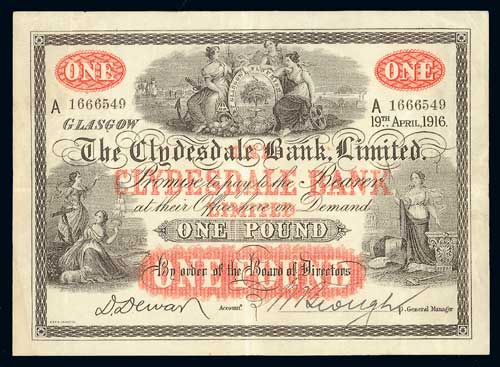 ONE ONE
A 1666549 A 1666549
GLASGOW 19TH APRIL, 1916.
The Clydesdale Bank, Limited.
CLYDESDALE BANK
Promise to pay to the Bearer
at their Office here on Demand
LIMITED
ONE POUND
By order of the Board of Directors
ONE POUND
D. Dewar Accountt. p. General Manager